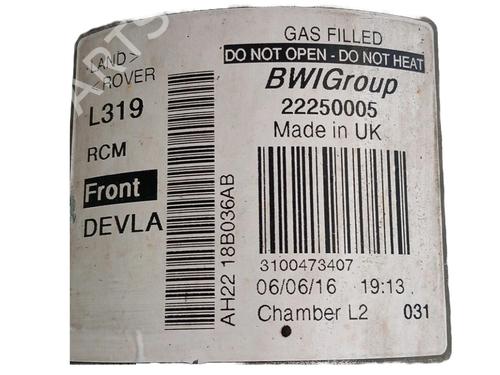 LAND
ROVER
L319
RCM
Front
DEVLA
AH22 18B036AB
GAS FILLED
DO NOT OPEN - DO NOT HEAT
BWIGroup
22250005
Made in UK
3100473407
06/06/16 19:13
Chamber L2 031